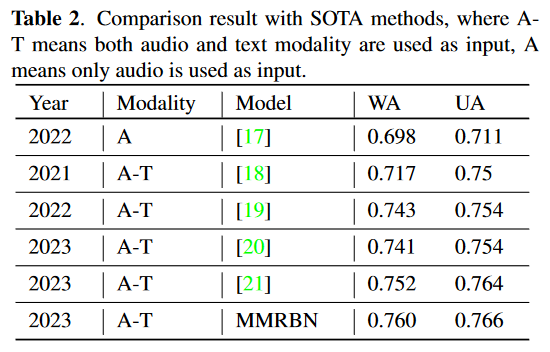 Table 2. Comparison result with SOTA methods, where A-
T means both audio and text modality are used as input, A
means only audio is used as input.
Year Modality Model WA UA
2022 A [17] 0.698 0.711
2021 A-T [18] 0.717 0.75
2022 A-T [19] 0.743 0.754
2023 A-T [20] 0.741 0.754
2023 A-T [21] 0.752 0.764
2023 A-T MMRBN 0.760 0.766